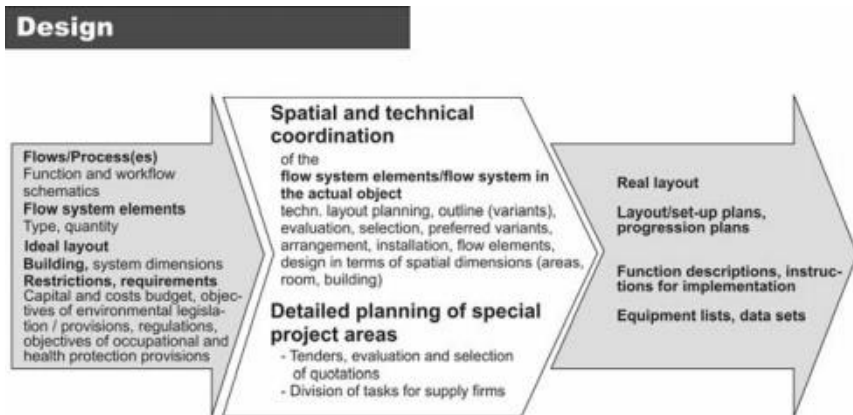 Design
Flows/Process(es)
Function and workflow
schematics
Flow system elements
Type, quantity
Ideal layout
Building, system dimensions
Restrictions, requirements
Capital and costs budget, objec-
tives of environmental legisla-
tion / provisions, regulations,
objectives of occupational and
health protection provisions
Spatial and technical
coordination
of the
flow system elements/flow system in
the actual object
techn. layout planning, outline (variants),
evaluation, selection, preferred variants,
arrangement, installation, flow elements,
design in terms of spatial dimensions (areas,
room, building)
Detailed planning of special
project areas
- Tenders, evaluation and selection
of quotations
- Division of tasks for supply firms
Real layout
Layout/set-up plans,
progression plans
Function descriptions, instruc-
tions for implementation
Equipment lists, data sets